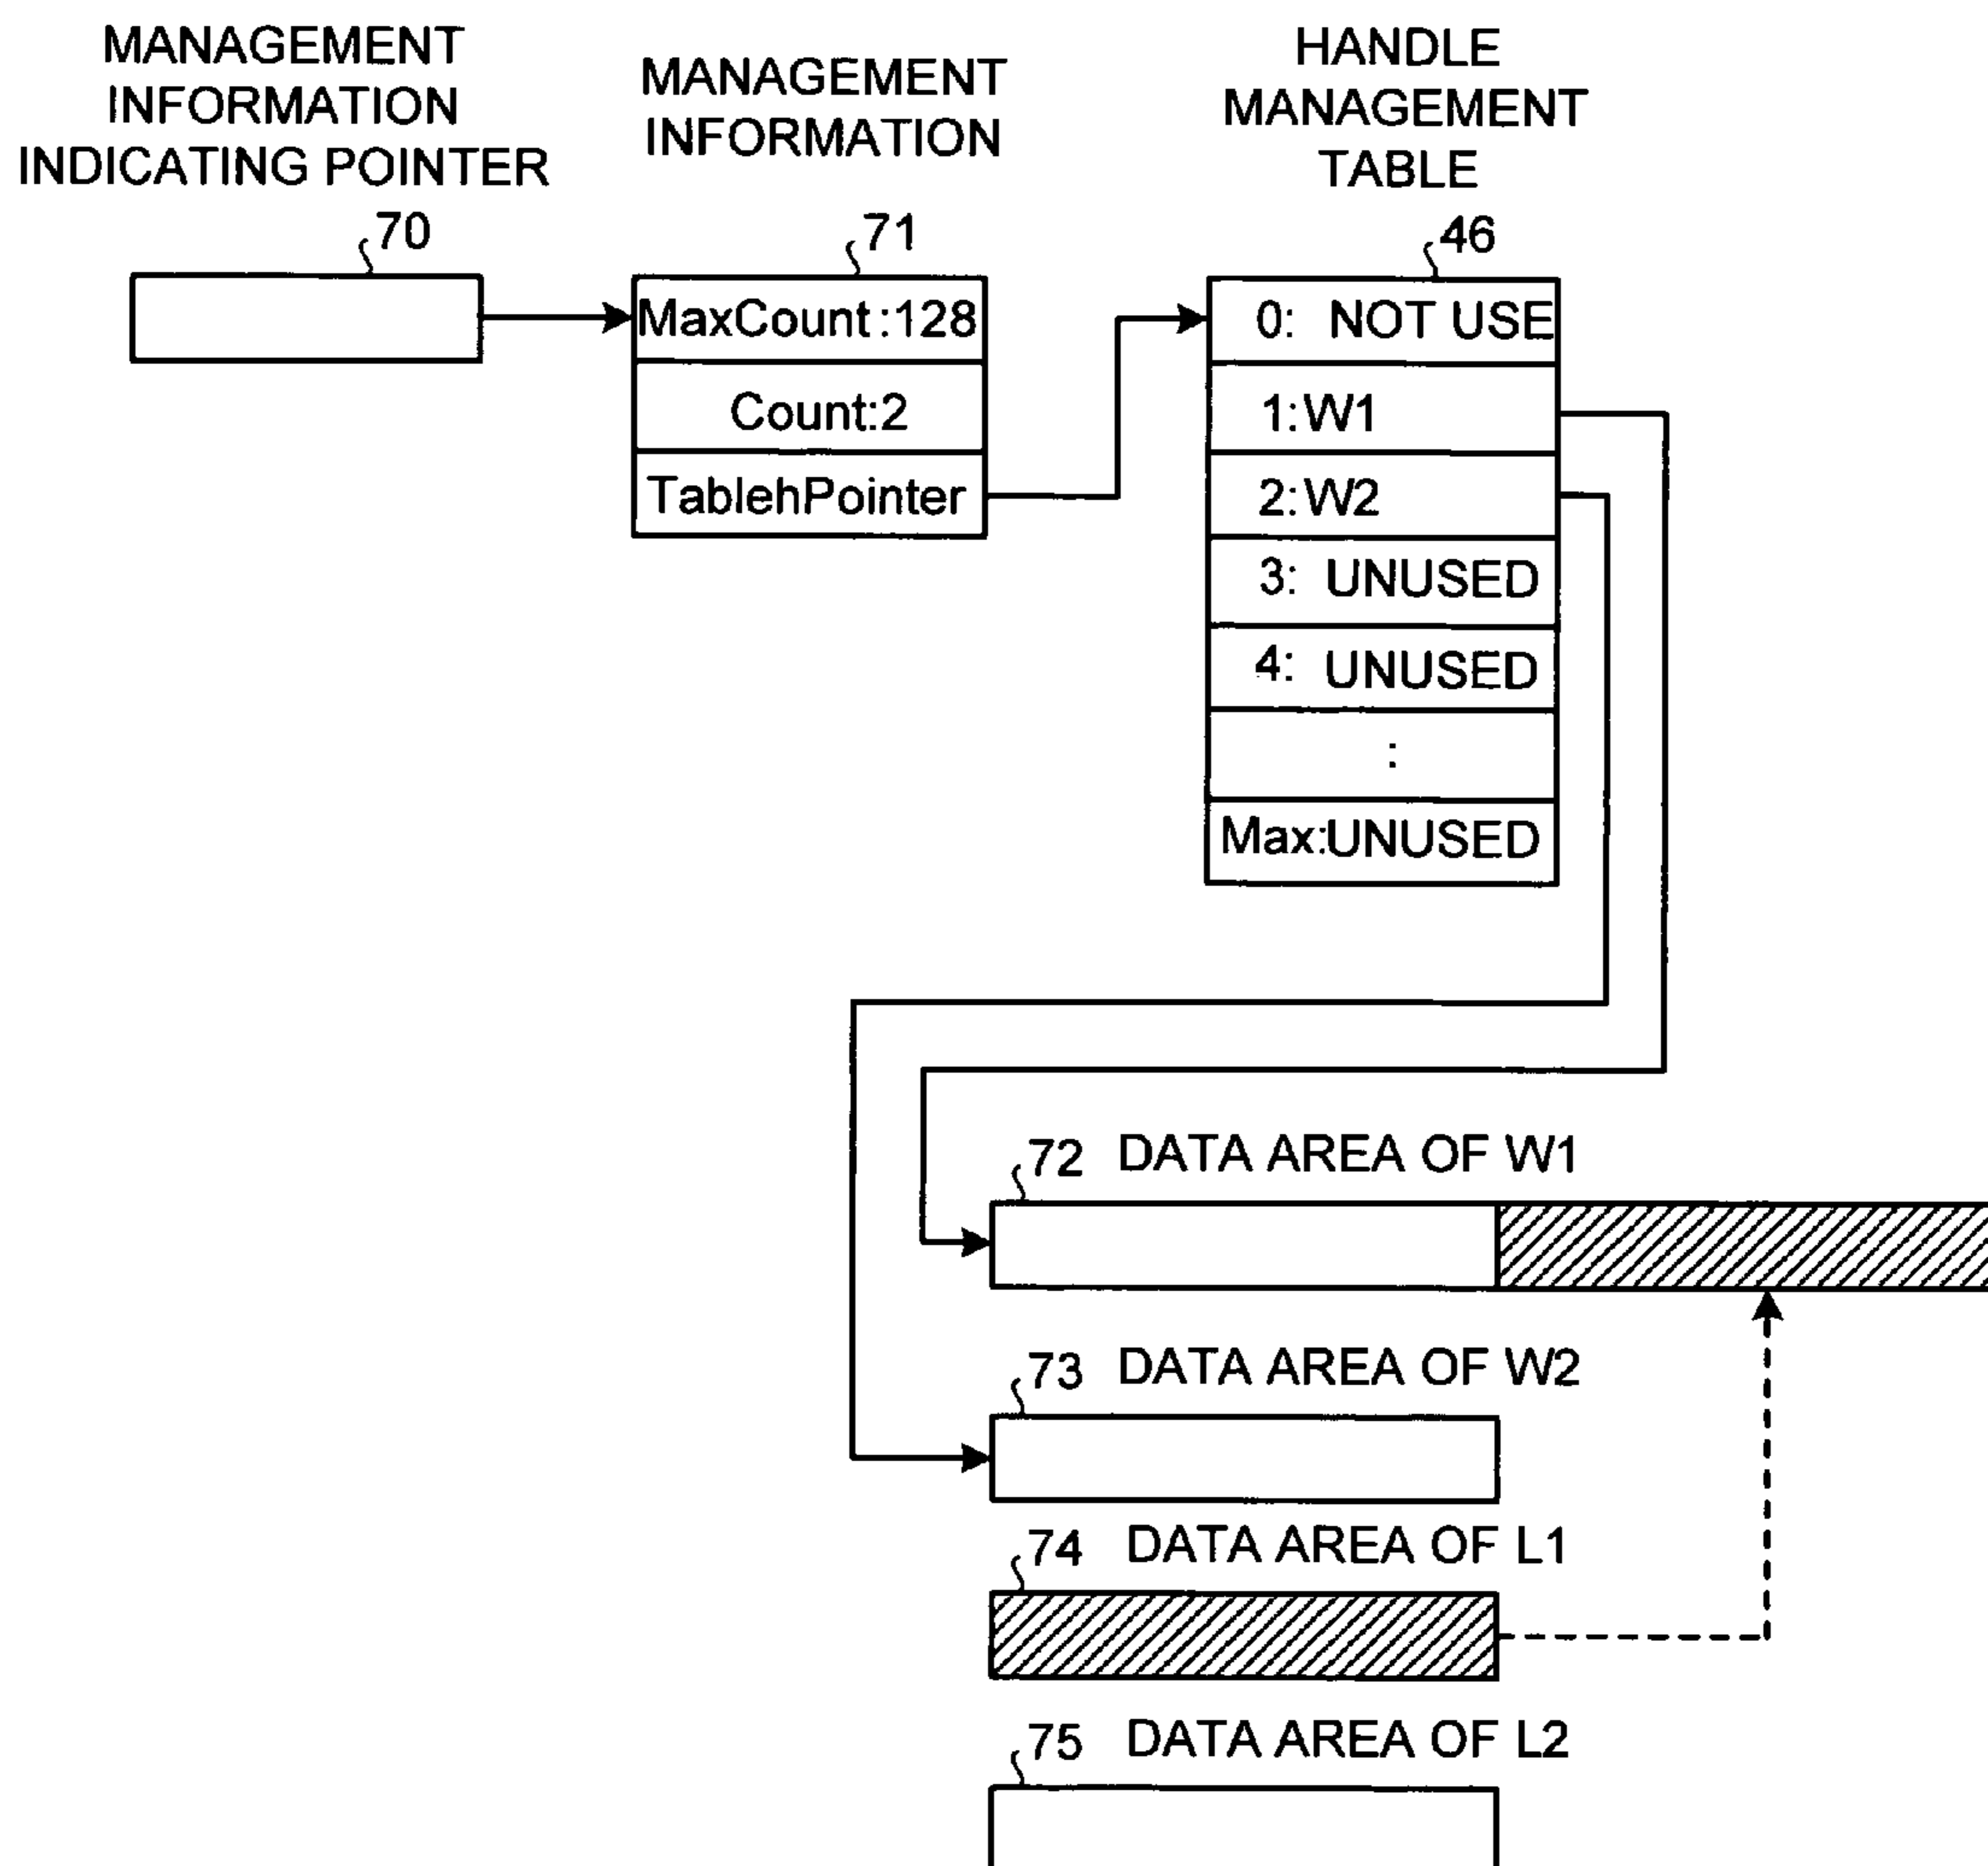 MANAGEMENT
INFORMATION
INDICATING POINTER
70
MANAGEMENT
INFORMATION
71
MaxCount::128
Count:2
TablehPointer
HANDLE
MANAGEMENT
TABLE
46
0: NOT USE
1:W1
2:W2
3: UNUSED
4: UNUSED
:
Max:UNUSED
72 DATA AREA OF W1
73 DATA AREA OF W2
74 DATA AREA OF L1
75 DATA AREA OF L2